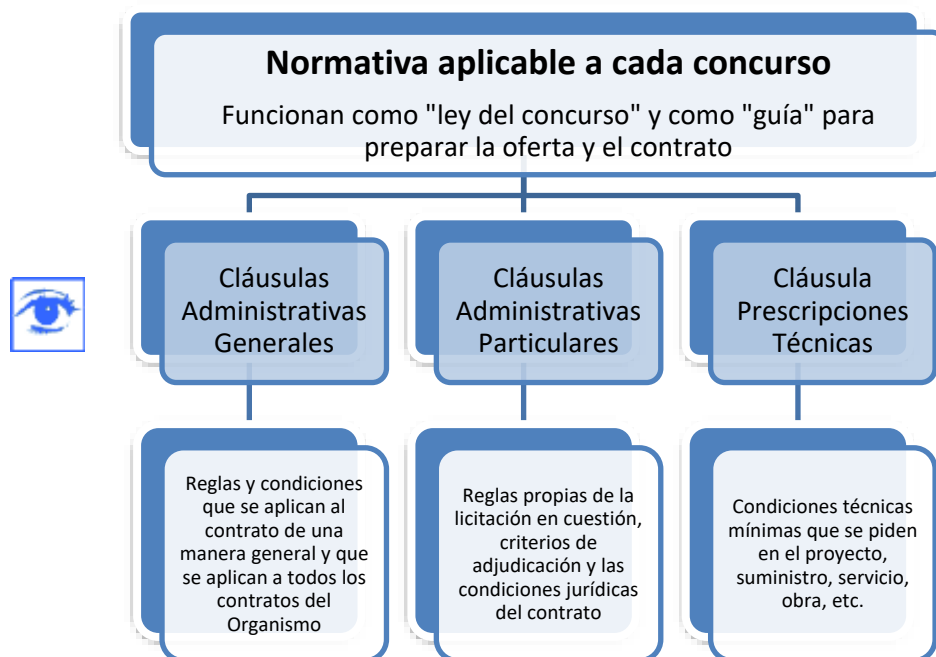 Normativa aplicable a cada concurso
Funcionan como "ley del concurso" y como "guía" para
preparar la oferta y el contrato
Cláusulas
Administrativas
Generales
Cláusulas
Administrativas
Particulares
Cláusula
Prescripciones
Técnicas
Reglas y condiciones
que se aplican al
contrato de una
manera general y que
se aplican a todos los
contratos del
Organismo
Reglas propias de la
licitación en cuestión,
criterios de
adjudicación y las
condiciones jurídicas
del contrato
Condiciones técnicas
mínimas que se piden
en el proyecto,
suministro, servicio,
obra, etc.